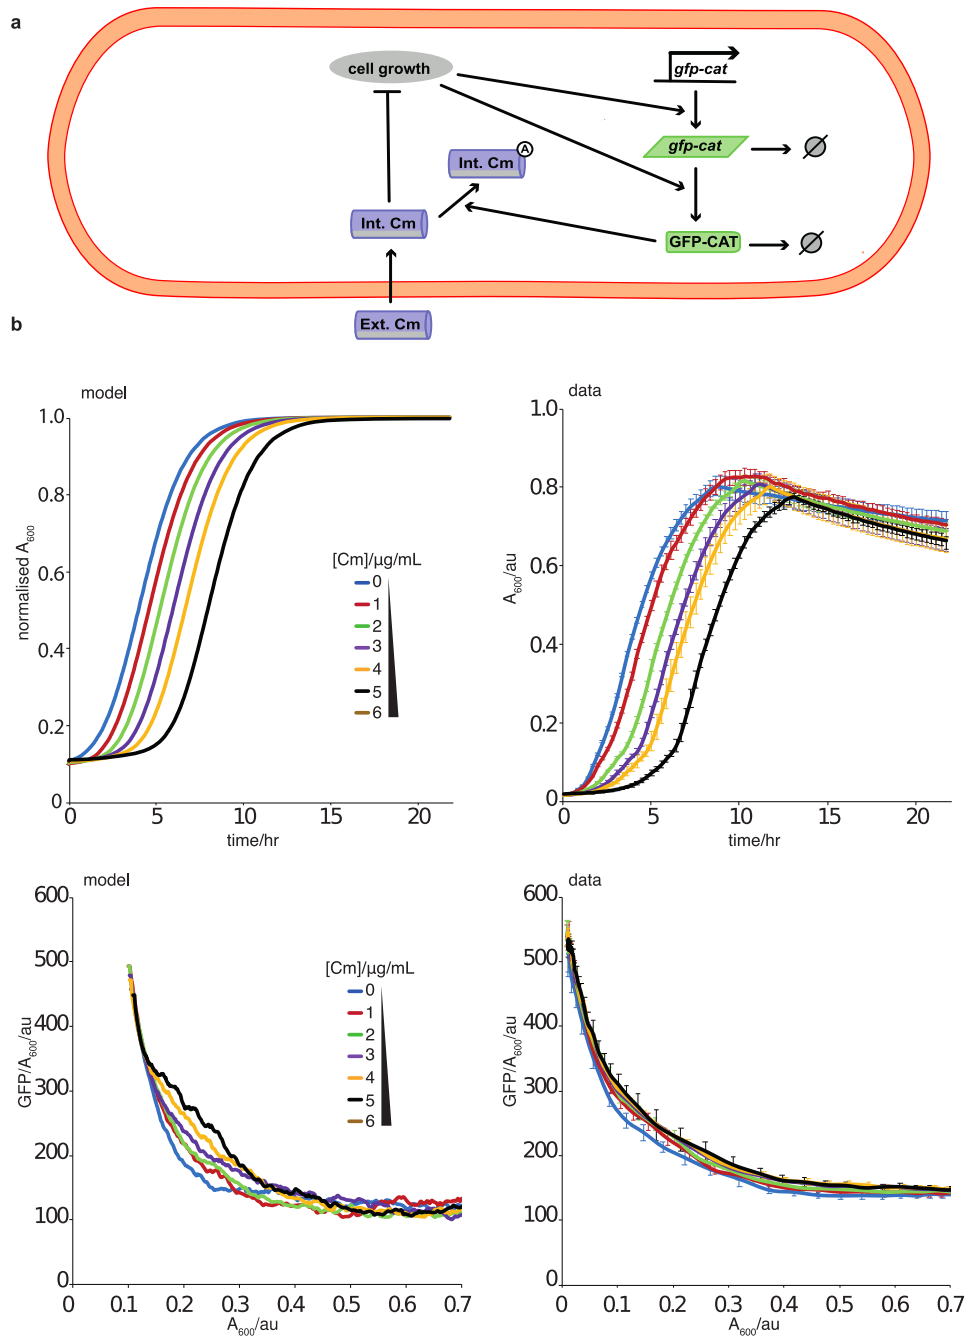 a
cell growth
gfp-cat
gfp-cat
Int. Cm
A
Int. Cm
GFP-CAT
Ext. Cm
b
model
normalised A600
1.0
0.8
0.6
0.4
0.2
0
0
5
10
15
20
time/hr
[Cm]/µg/mL
0
1
2
3
4
5
6
data
A600/au
1.0
0.8
0.6
0.4
0.2
0
0
5
10
15
20
time/hr
model
GFP/A600/au
600
500
400
300
200
100
0
0
0.1
0.2
0.3
0.4
0.5
0.6
0.7
A600/au
[Cm]/µg/mL
0
1
2
3
4
5
6
data
GFP/A600/au
600
500
400
300
200
100
0
0
0.1
0.2
0.3
0.4
0.5
0.6
0.7
A600/au